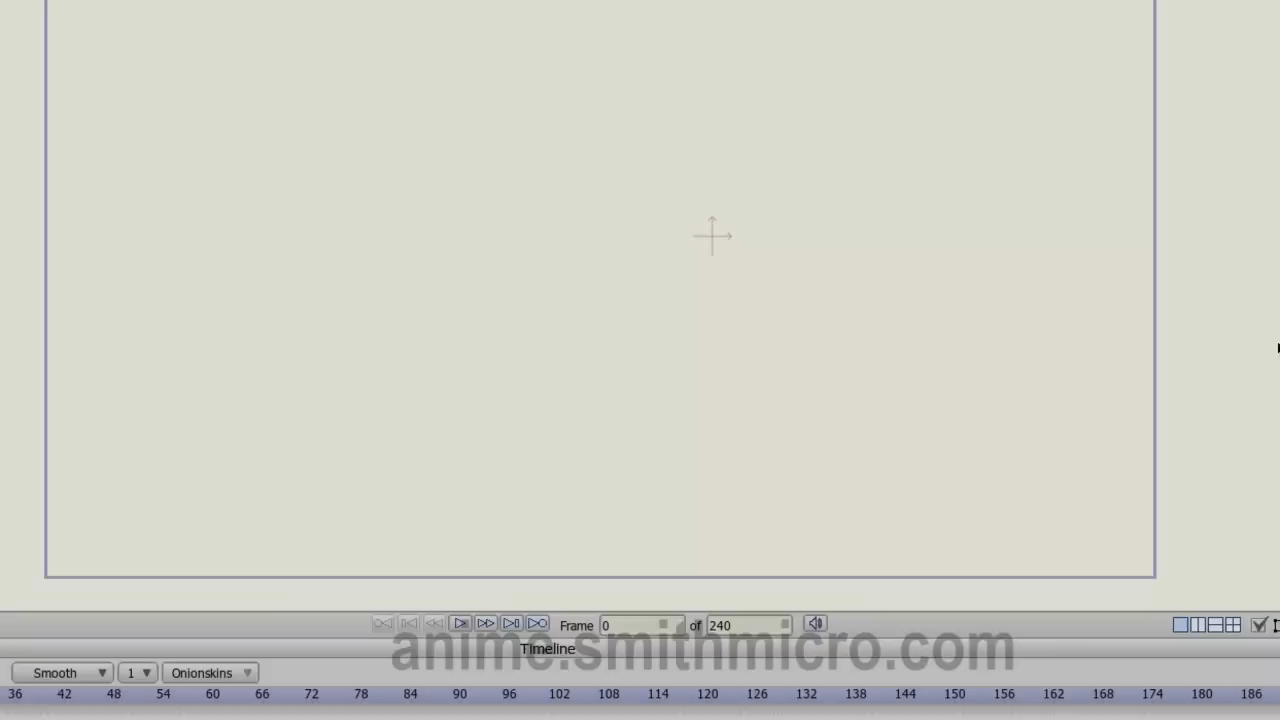 Frame 0 of 240
Timeline
anime.smithmicro.com
Smooth 1 Onionskins
36 42 48 54 60 66 72 78 84 90 96 102 108 114 120 126 132 138 144 150 156 162 168 174 180 186